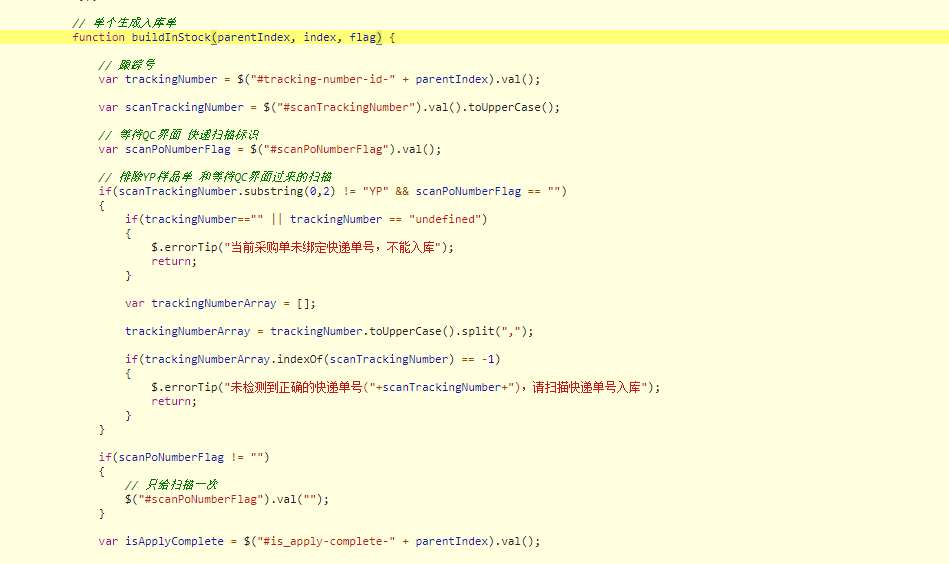 // 单个生成入库单
function buildInStock(parentIndex, index, flag) {
// 跟踪号
var trackingNumber = $("#tracking-number-id-" + parentIndex).val();
var scanTrackingNumber = $("#scanTrackingNumber").val().toUpperCase();
// 等待QC界面 快递扫描标识
var scanPoNumberFlag = $("#scanPoNumberFlag").val();
// 排除YP样品单 和等待QC界面过来的扫描
if(scanTrackingNumber.substring(0,2) != "YP" && scanPoNumberFlag == "")
{
if(trackingNumber=="" || trackingNumber == "undefined")
{
$.errorTip("当前采购单未绑定快递单号，不能入库");
return;
}
var trackingNumberArray = [];
trackingNumberArray = trackingNumber.toUpperCase().split(",");
if(trackingNumberArray.indexOf(scanTrackingNumber) == -1)
{
$.errorTip("未检测到正确的快递单号("+scanTrackingNumber+")，请扫描快递单号入库");
return;
}
}
if(scanPoNumberFlag != "")
{
// 只给扫描一次
$("#scanPoNumberFlag").val("");
}
var isApplyComplete = $("#is_apply-complete-" + parentIndex).val();